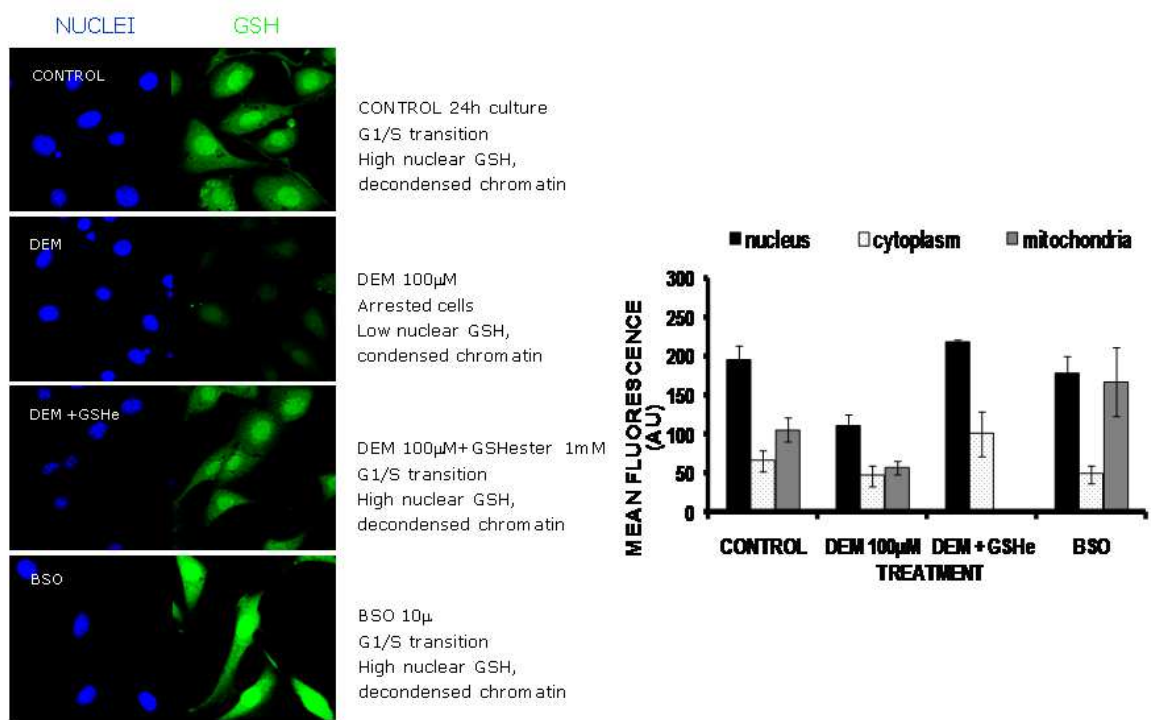 NUCLEI GSH
CONTROL
CONTROL 24h culture
G1/S transition
High nuclear GSH,
decondensed chromatin
DEM
DEM 100µM
Arrested cells
Low nuclear GSH,
condensed chromatin
DEM +GSHe
DEM 100µM+GSHester 1mM
G1/S transition
High nuclear GSH,
decondensed chromatin
BSO
BSO 10µ
G1/S transition
High nuclear GSH,
decondensed chromatin
nucleus cytoplasm mitochondria
MEAN FLUORESCENCE
(AU)
300
250
200
150
100
50
0
CONTROL DEM 100µM DEM + GSHe BSO
TREATMENT